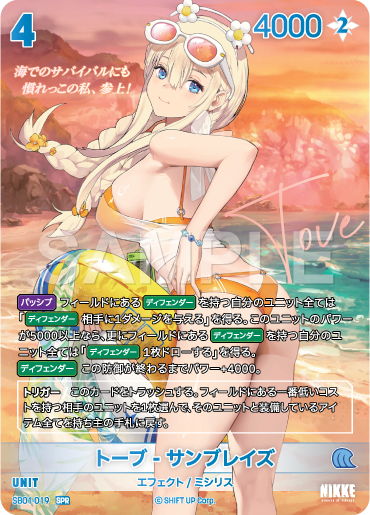 4
4000
2
海でのサバイバルにも
慣れっこの私、参上！
Tove
SAMPLE
パッシブ フィールドにある ディフェンダー を持つ自分のユニット全ては
「ディフェンダー 相手に1ダメージを与える」を得る。このユニットのパワー
が5000以上なら、更にフィールドにある ディフェンダー を持つ自分のユ
ニット全ては「ディフェンダー 1枚ドローする」を得る。
ディフェンダー この防御が終わるまでパワー+4000。
トリガー このカードをトラッシュする。フィールドにある一番低いコス
トを持つ相手のユニットを1枚選んで、そのユニットと装備しているアイ
テム全てを持ち主の手札に戻す。
トーブ - サンブレイズ
UNIT
エフェクト / ミシリス
SB01-019 SPR
© SHIFT UP Corp.
NIKKE